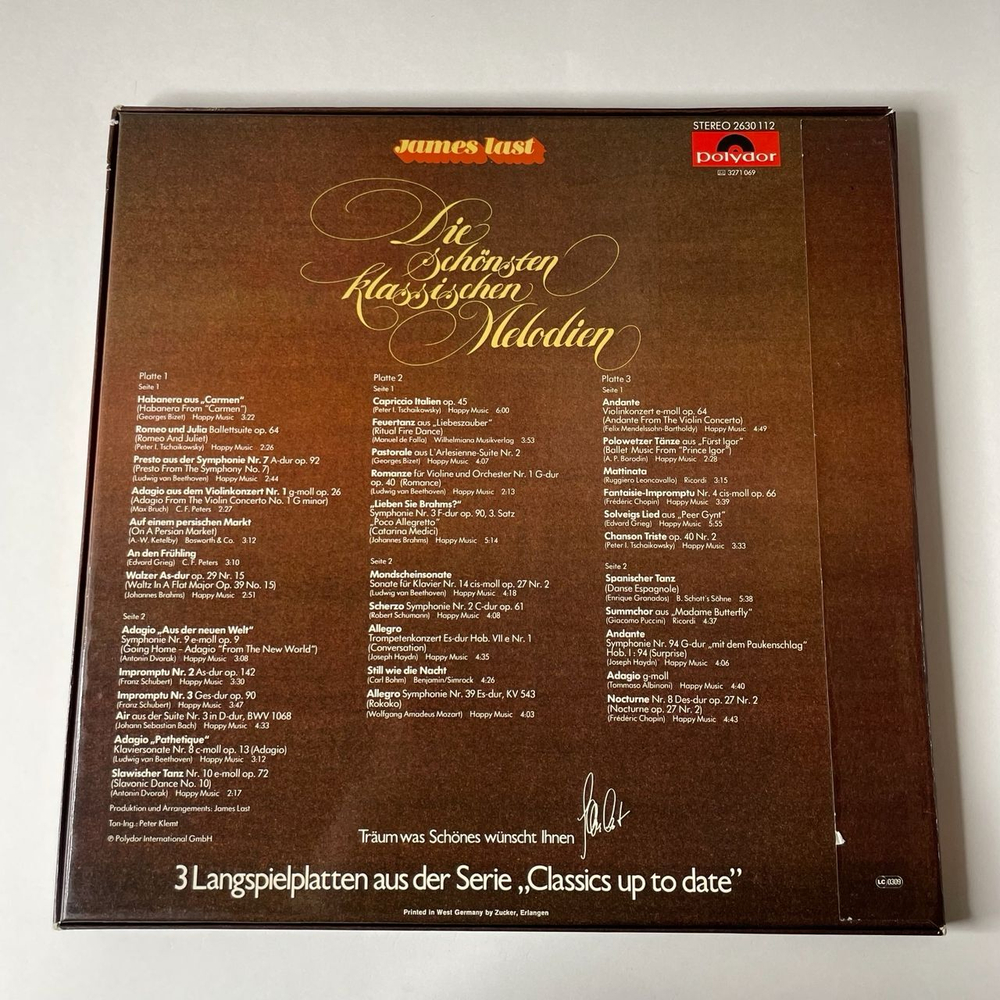 James Last
STEREO 2630 112
polydor
3271 069
Die
schönsten
klassischen
Melodien
Platte 1
Seite 1
Habanera aus „Carmen“
(Habanera From “Carmen”)
(Georges Bizet) Happy Music 3:22
Romeo und Julia Ballettsuite op. 64
(Romeo And Juliet)
(Peter I. Tschaikowsky) Happy Music 2:26
Presto aus der Symphonie Nr. 7 A-dur op. 92
(Presto From The Symphony No. 7)
(Ludwig van Beethoven) Happy Music 2:44
Adagio aus dem Violinkonzert Nr. 1 g-moll op. 26
(Adagio From The Violin Concerto No. 1 G minor)
(Max Bruch) C. F. Peters 2:27
Auf einem persischen Markt
(On A Persian Market)
(A.-W. Ketelby) Bosworth & Co. 3:12
An den Frühling
(Edvard Grieg) C. F. Peters 3:10
Walzer As-dur op. 29 Nr. 15
(Waltz In A Flat Major Op. 39 No. 15)
(Johannes Brahms) Happy Music 2:51
Seite 2
Adagio „Aus der neuen Welt“
Symphonie Nr. 9 e-moll op. 9
(Going Home - Adagio “From The New World”)
(Antonin Dvorak) Happy Music 3:08
Impromptu Nr. 2 As-dur op. 142
(Franz Schubert) Happy Music 3:30
Impromptu Nr. 3 Ges-dur op. 90
(Franz Schubert) Happy Music 3:47
Air aus der Suite Nr. 3 in D-dur, BWV 1068
(Johann Sebastian Bach) Happy Music 4:33
Adagio „Pathetique“
Klaviersonate Nr. 8 c-moll op. 13 (Adagio)
(Ludwig van Beethoven) Happy Music 3:12
Slawischer Tanz Nr. 10 e-moll op. 72
(Slavonic Dance No. 10)
(Antonin Dvorak) Happy Music 2:17
Produktion und Arrangements: James Last
Ton-Ing.: Peter Klemt
℗ Polydor International GmbH
Platte 2
Seite 1
Capriccio Italien op. 45
(Peter I. Tschaikowsky) Happy Music 6:00
Feuertanz aus „Liebeszauber“
(Ritual Fire Dance)
(Manuel de Falla) Wilhelmiana Musikverlag 3:53
Pastorale aus L'Arlesienne-Suite Nr. 2
(Georges Bizet) Happy Music 4:07
Romanze für Violine und Orchester Nr. 1 G-dur
op. 40 (Romance)
(Ludwig van Beethoven) Happy Music 2:13
„Lieben Sie Brahms?“
Symphonie Nr. 3 F-dur op. 90, 3. Satz
„Poco Allegretto“
(Catarina Medici)
(Johannes Brahms) Happy Music 5:14
Seite 2
Mondscheinsonate
Sonate für Klavier Nr. 14 cis-moll op. 27 Nr. 2
(Ludwig van Beethoven) Happy Music 4:18
Scherzo Symphonie Nr. 2 C-dur op. 61
(Robert Schumann) Happy Music 4:08
Allegro
Trompetenkonzert Es-dur Hob. VII e Nr. 1
(Conversation)
(Joseph Haydn) Happy Music 4:35
Still wie die Nacht
(Carl Bohm) Benjamin/Simrock 4:26
Allegro Symphonie Nr. 39 Es-dur, KV 543
(Rokoko)
(Wolfgang Amadeus Mozart) Happy Music 4:03
Platte 3
Seite 1
Andante
Violinkonzert e-moll op. 64
(Andante From The Violin Concerto)
(Felix Mendelssohn-Bartholdy) Happy Music 4:49
Polowetzer Tänze aus „Fürst Igor“
(Ballet Music From “Prince Igor”)
(A. P. Borodin) Happy Music 2:28
Mattinata
(Ruggiero Leoncavallo) Ricordi 3:15
Fantaisie-Impromptu Nr. 4 cis-moll op. 66
(Frédéric Chopin) Happy Music 3:39
Solveigs Lied aus „Peer Gynt“
(Edvard Grieg) Happy Music 5:55
Chanson Triste op. 40 Nr. 2
(Peter I. Tschaikowsky) Happy Music 3:33
Seite 2
Spanischer Tanz
(Danse Espagnole)
(Enrique Granados) B. Schott's Söhne 5:38
Summchor aus „Madame Butterfly“
(Giacomo Puccini) Ricordi 4:37
Andante
Symphonie Nr. 94 G-dur „mit dem Paukenschlag“
Hob. I : 94 (Surprise)
(Joseph Haydn) Happy Music 4:06
Adagio g-moll
(Tommaso Albinoni) Happy Music 4:40
Nocturne Nr. 8 Des-dur op. 27 Nr. 2
(Nocturne op. 27 Nr. 2)
(Frédéric Chopin) Happy Music 4:43
Träum was Schönes wünscht Ihnen
3 Langspielplatten aus der Serie „Classics up to date“
LC 0309
Printed in West Germany by Zucker, Erlangen